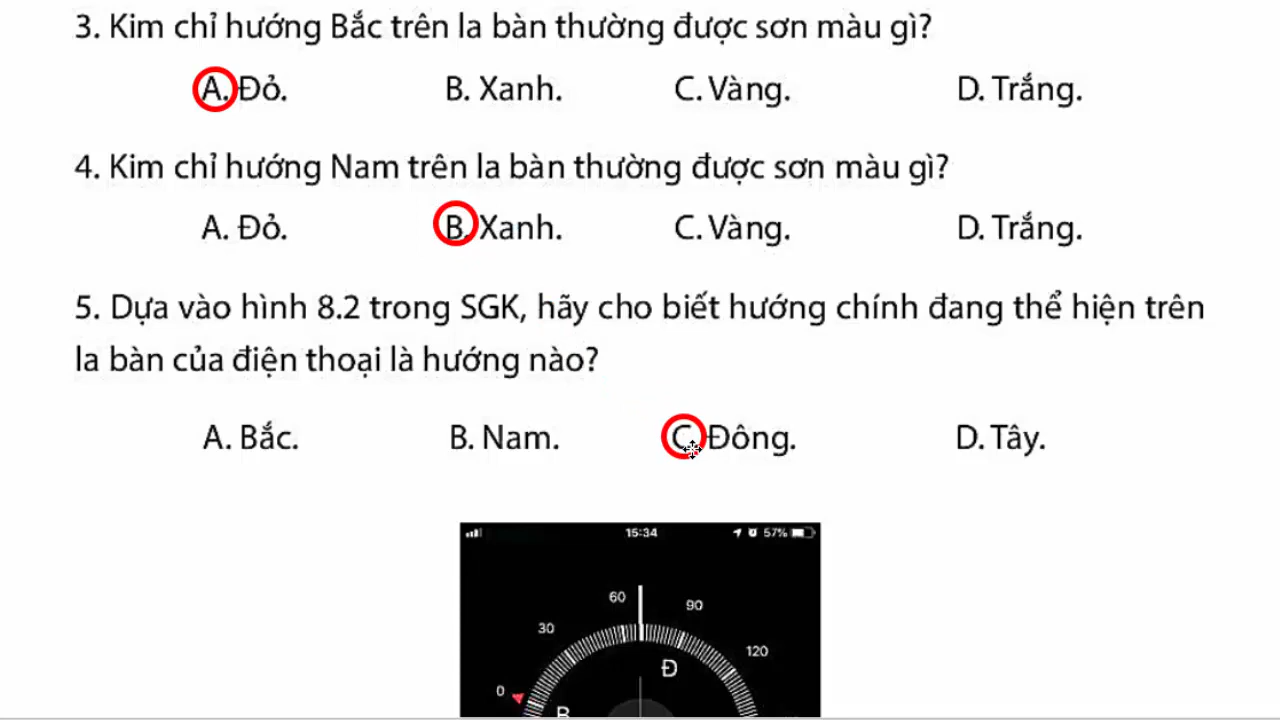 3. Kim chỉ hướng Bắc trên la bàn thường được sơn màu gì?
A. Đỏ. B. Xanh. C. Vàng. D. Trắng.
4. Kim chỉ hướng Nam trên la bàn thường được sơn màu gì?
A. Đỏ. B. Xanh. C. Vàng. D. Trắng.
5. Dựa vào hình 8.2 trong SGK, hãy cho biết hướng chính đang thể hiện trên
la bàn của điện thoại là hướng nào?
A. Bắc. B. Nam. C. Đông. D. Tây.
15:34 57%
60 90
30 120
Đ
0
B